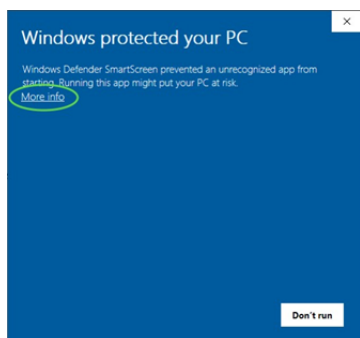 Windows protected your PC
Windows Defender SmartScreen prevented an unrecognized app from
starting. Running this app might put your PC at risk.
More info
Don't run